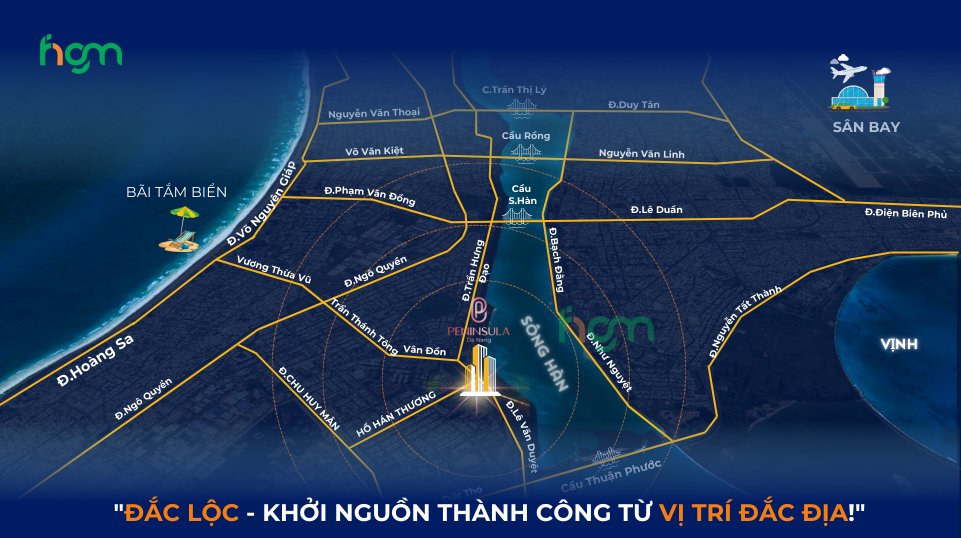 hgm
C.Trần Thị Lý
Đ.Duy Tân
Nguyễn Văn Thoại
SÂN BAY
Cầu Rồng
Võ Văn Kiệt
Nguyễn Văn Linh
BÃI TẮM BIỂN
Đ.Võ Nguyên Giáp
Đ.Phạm Văn Đồng
Cầu
S.Hàn
Đ.Lê Duẩn
Đ.Điện Biên Phủ
Vương Thừa Vũ
Đ.Ngô Quyền
Đ.Trần Hưng
Đạo
Đ.Bạch Đằng
Trần Thánh Tông
PENINSULA
Da Nang
SÔNG HÀN
hgm
Đ.Nguyễn Tất Thành
VỊNH
Đ.Hoàng Sa
Vân Đồn
Đ.Như Nguyệt
Đ.Ngô Quyền
Đ.CHU HUY MÂN
HỒ HÁN THƯƠNG
Đ.Lê Văn Duyệt
Cầu Thuận Phước
Đức Thọ
"ĐẮC LỘC - KHỞI NGUỒN THÀNH CÔNG TỪ VỊ TRÍ ĐẮC ĐỊA!"